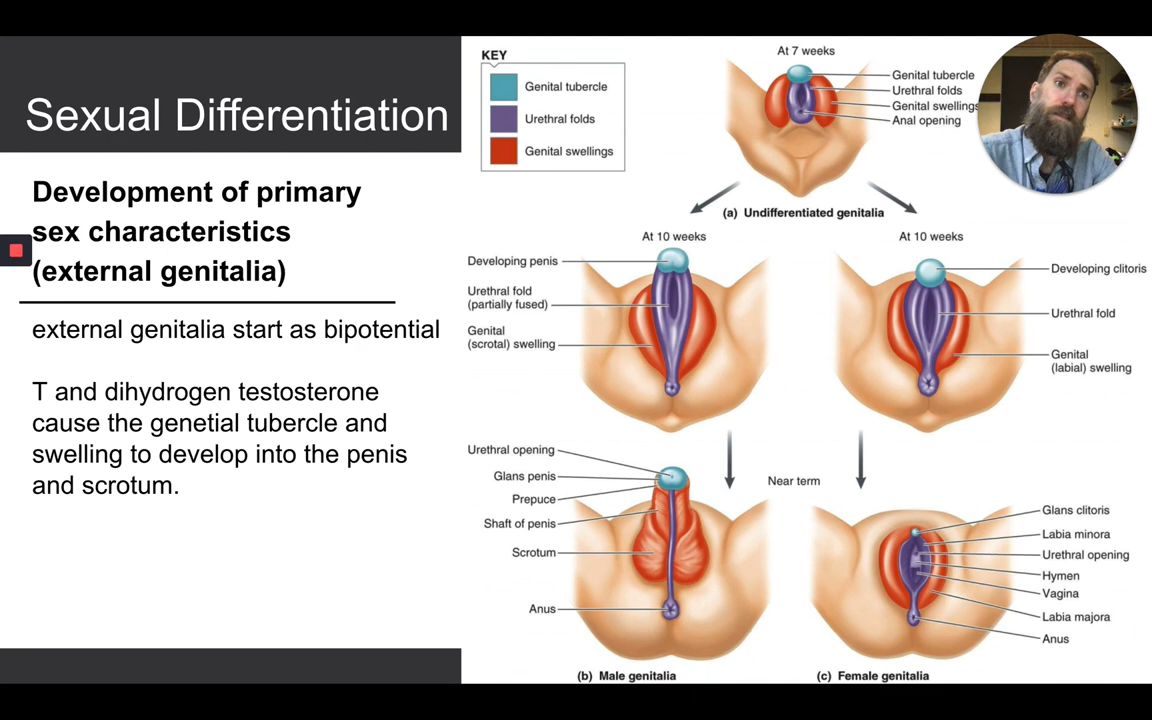 Sexual Differentiation
Development of primary
sex characteristics
(external genitalia)
external genitalia start as bipotential
T and dihydrogen testosterone
cause the genetial tubercle and
swelling to develop into the penis
and scrotum.
KEY
Genital tubercle
Urethral folds
Genital swellings
At 7 weeks
Genital tubercle
Urethral folds
Genital swellings
Anal opening
(a) Undifferentiated genitalia
At 10 weeks
Developing penis
Urethral fold
(partially fused)
Genital
(scrotal) swelling
At 10 weeks
Developing clitoris
Urethral fold
Genital
(labial) swelling
Near term
Urethral opening
Glans penis
Prepuce
Shaft of penis
Scrotum
Anus
(b) Male genitalia
Glans clitoris
Labia minora
Urethral opening
Hymen
Vagina
Labia majora
Anus
(c) Female genitalia